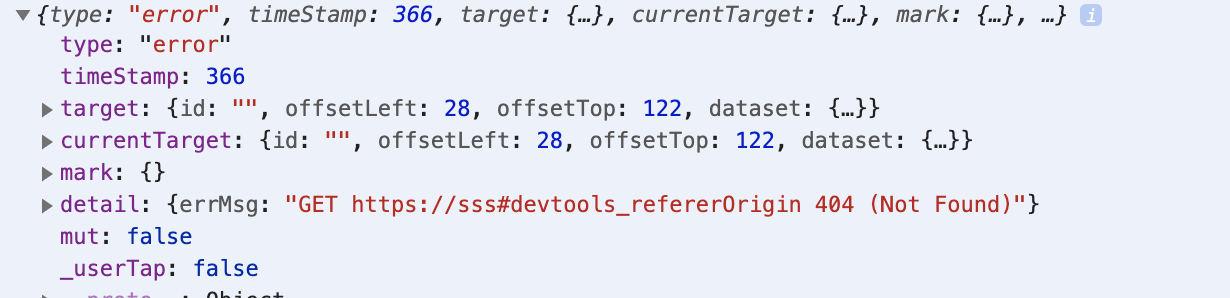 ▼{type: "error", timeStamp: 366, target: {…}, currentTarget: {…}, mark: {…}, …} i
type: "error"
timeStamp: 366
▶target: {id: "", offsetLeft: 28, offsetTop: 122, dataset: {…}}
▶currentTarget: {id: "", offsetLeft: 28, offsetTop: 122, dataset: {…}}
▶mark: {}
▶detail: {errMsg: "GET https://sss#devtools_refererOrigin 404 (Not Found)"}
mut: false
_userTap: false
▶__proto__: Object